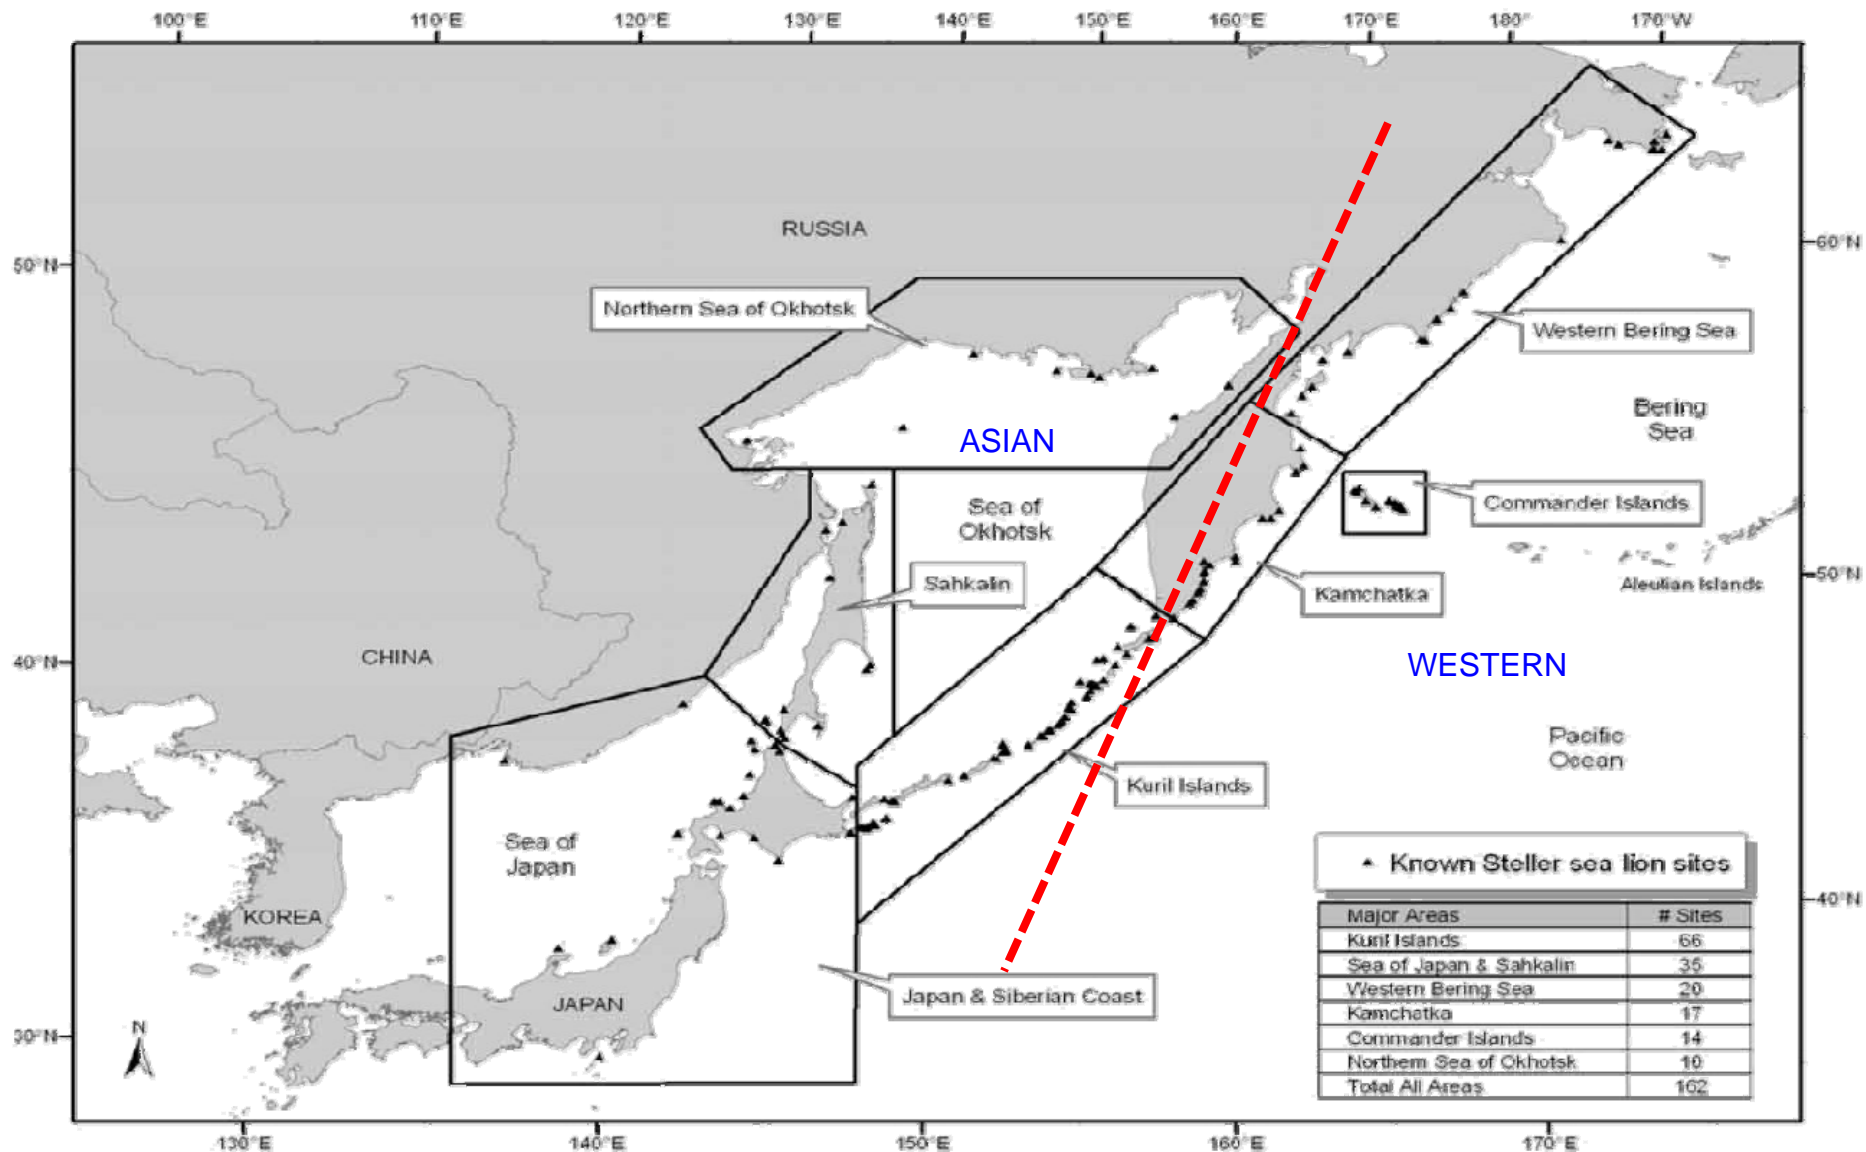 100°E 110°E 120°E 130°E 140°E 150°E 160°E 170°E 180° 170°W
RUSSIA
50°N
60°N
Northern Sea of Okhotsk
Western Bering Sea
Bering
Sea
ASIAN
Commander Islands
Sea of
Okhotsk
Sahkalin
Kamchatka
50°N
Aleutian Islands
CHINA
40°N
WESTERN
Pacific
Ocean
Kuril Islands
Sea of
Japan
Known Steller sea lion sites
KOREA
40°N
Major Areas # Sites
Kuril Islands 66
Sea of Japan & Sahkalin 35
Western Bering Sea 20
Kamchatka 17
Commander Islands 14
Northern Sea of Okhotsk 10
Total All Areas 162
Japan & Siberian Coast
JAPAN
N
30°N
130°E 140°E 150°E 160°E 170°E